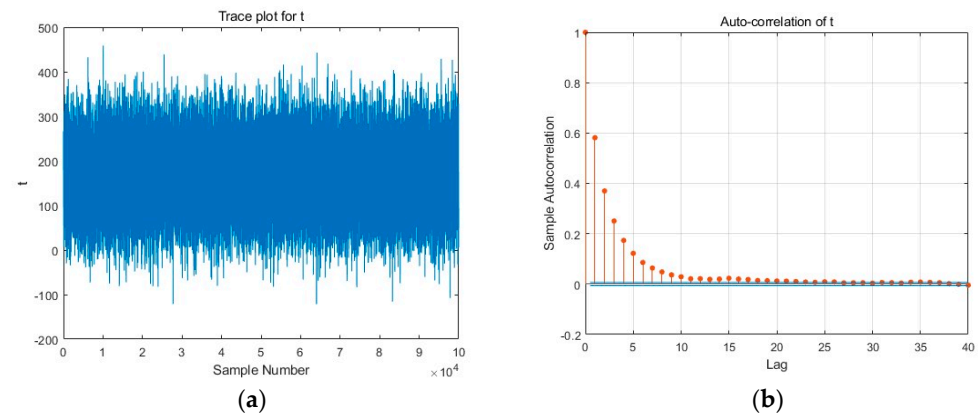 Trace plot for t
500
400
300
200
100
0
-100
-200
t
0 1 2 3 4 5 6 7 8 9 10
Sample Number
×10⁴
(a)
Auto-correlation of t
1
0.8
0.6
0.4
0.2
0
-0.2
Sample Autocorrelation
0 5 10 15 20 25 30 35 40
Lag
(b)